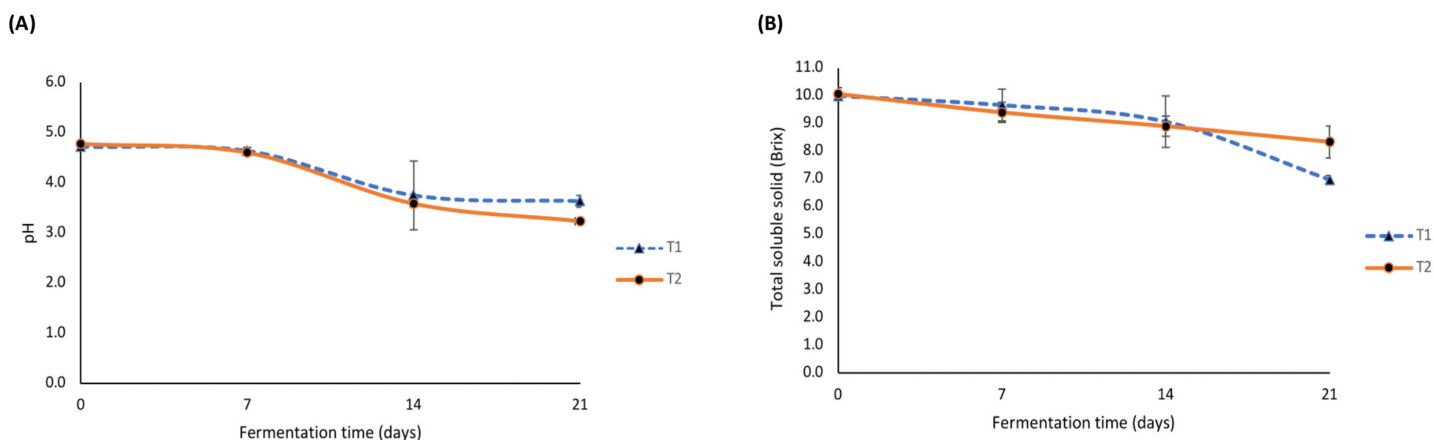 (A)
6.0
5.0
4.0
3.0
2.0
1.0
0.0
pH
0
7
14
21
Fermentation time (days)
T1
T2
(B)
11.0
10.0
9.0
8.0
7.0
6.0
5.0
4.0
3.0
2.0
1.0
0.0
Total soluble solid (Brix)
0
7
14
21
Fermentation time (days)
T1
T2